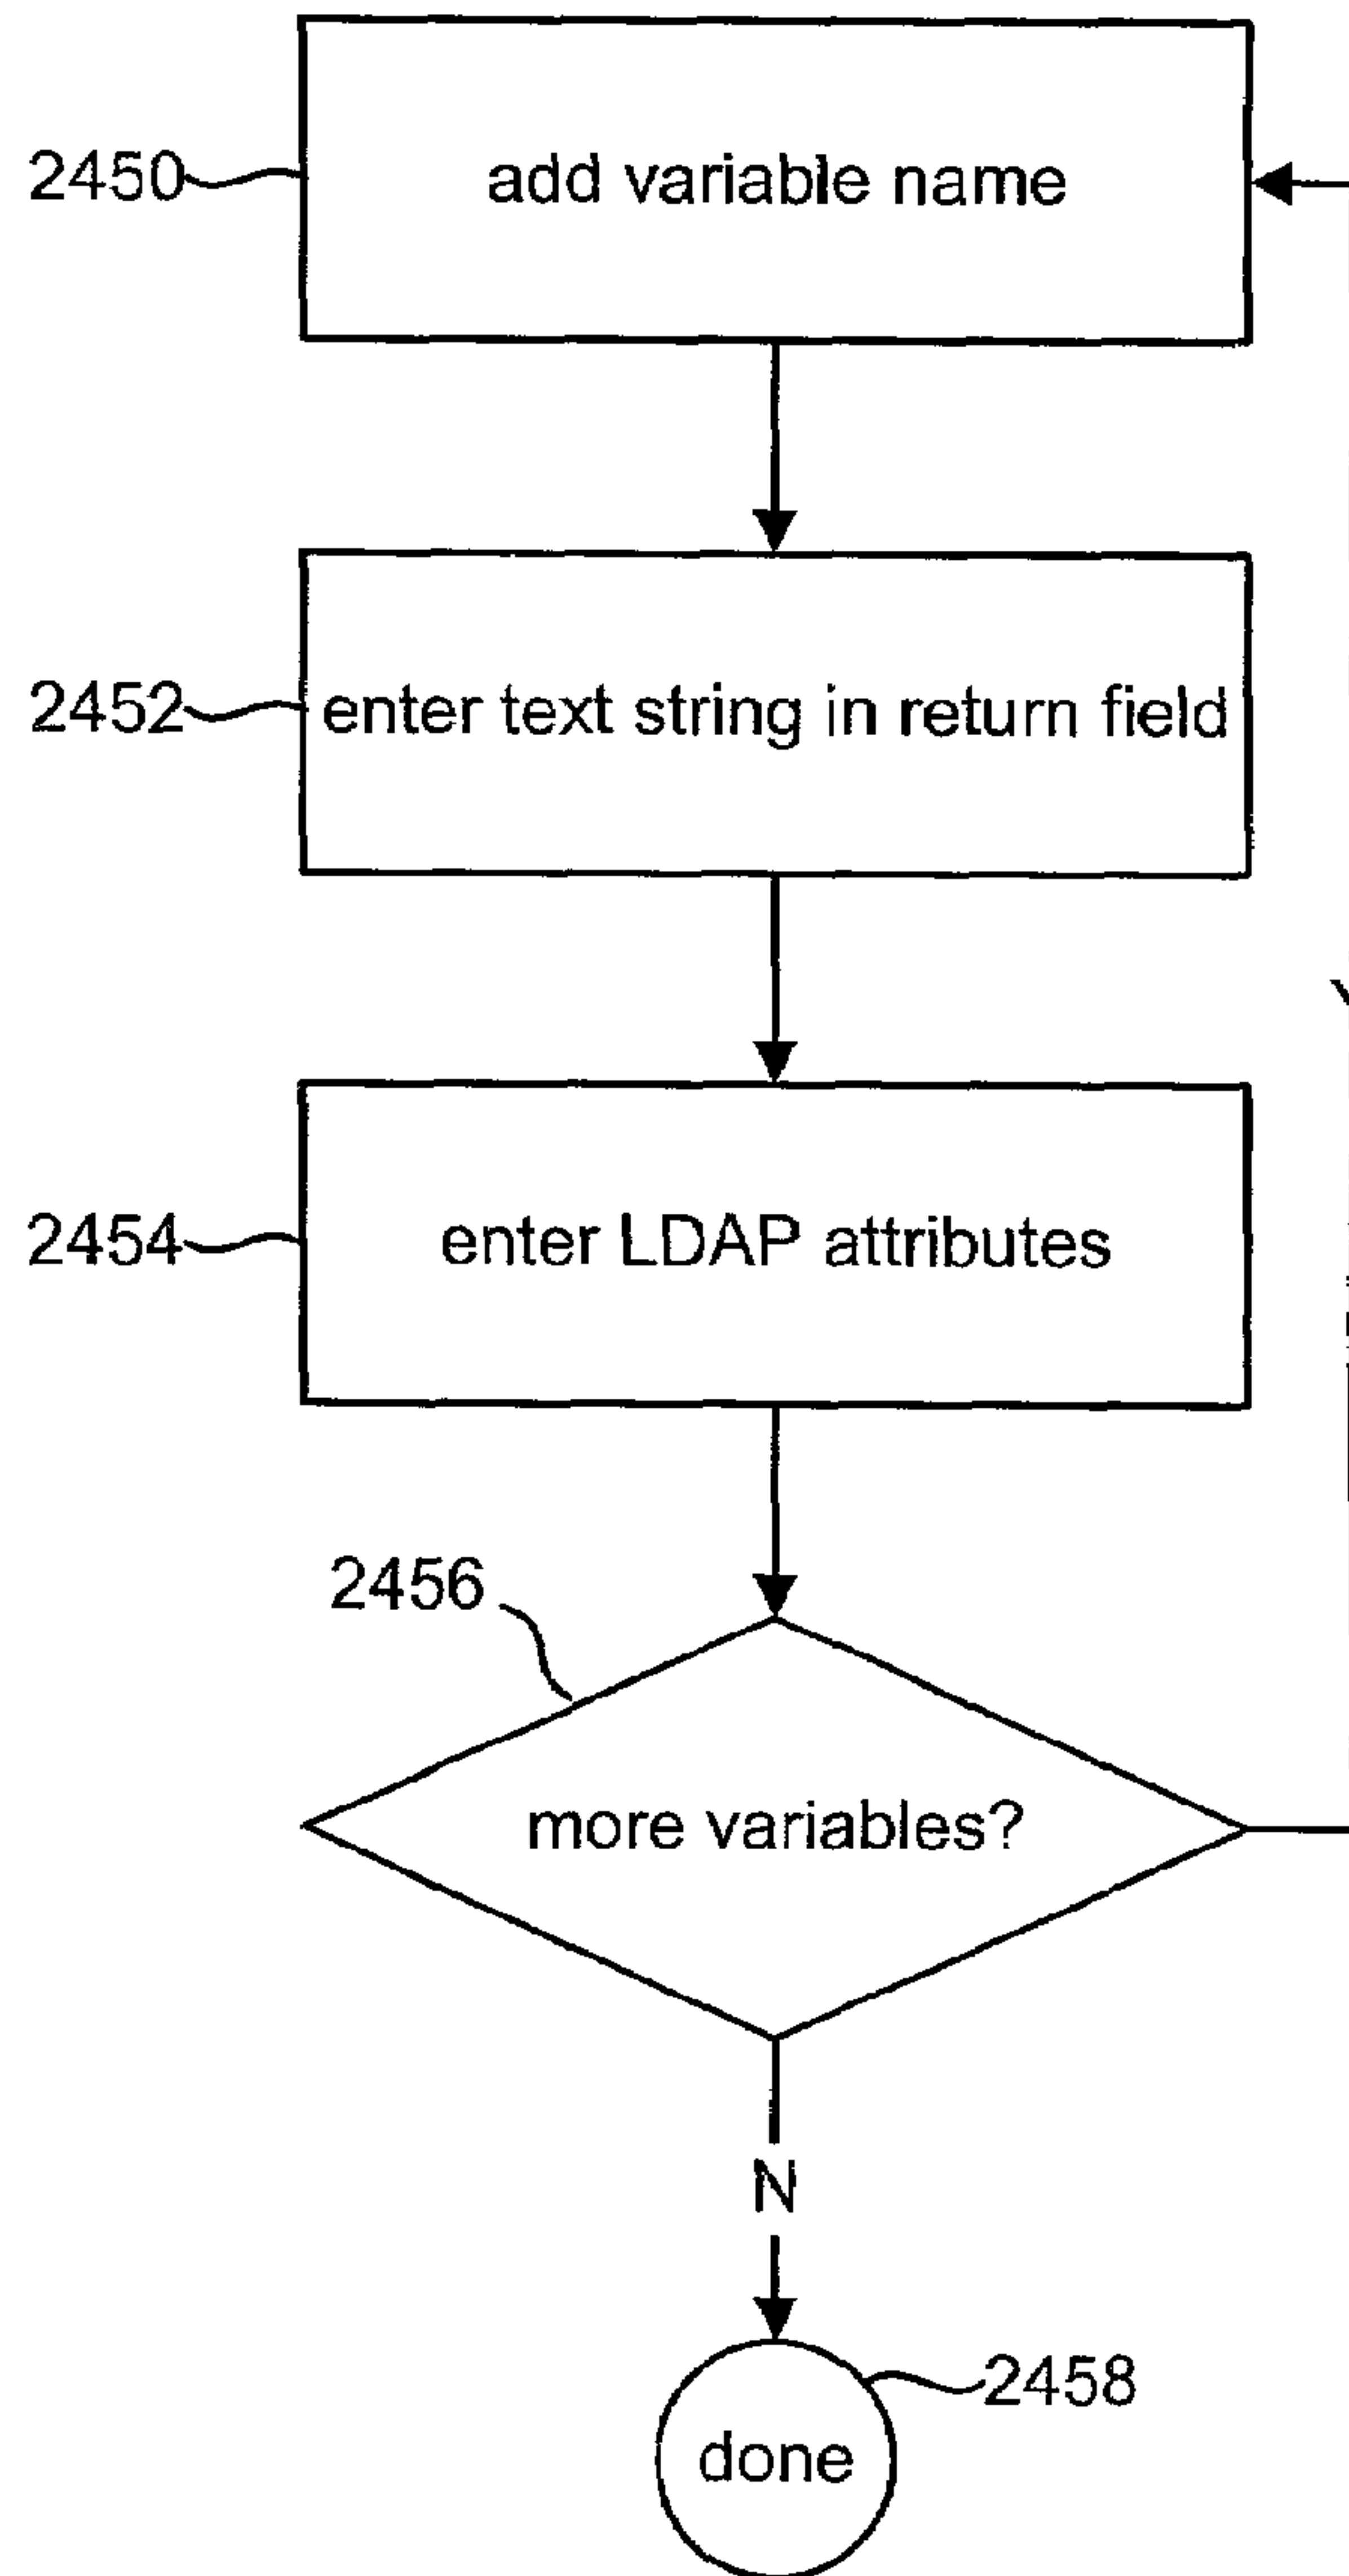 2450
add variable name
2452
enter text string in return field
2454
enter LDAP attributes
2456
more variables?
N
2458
done